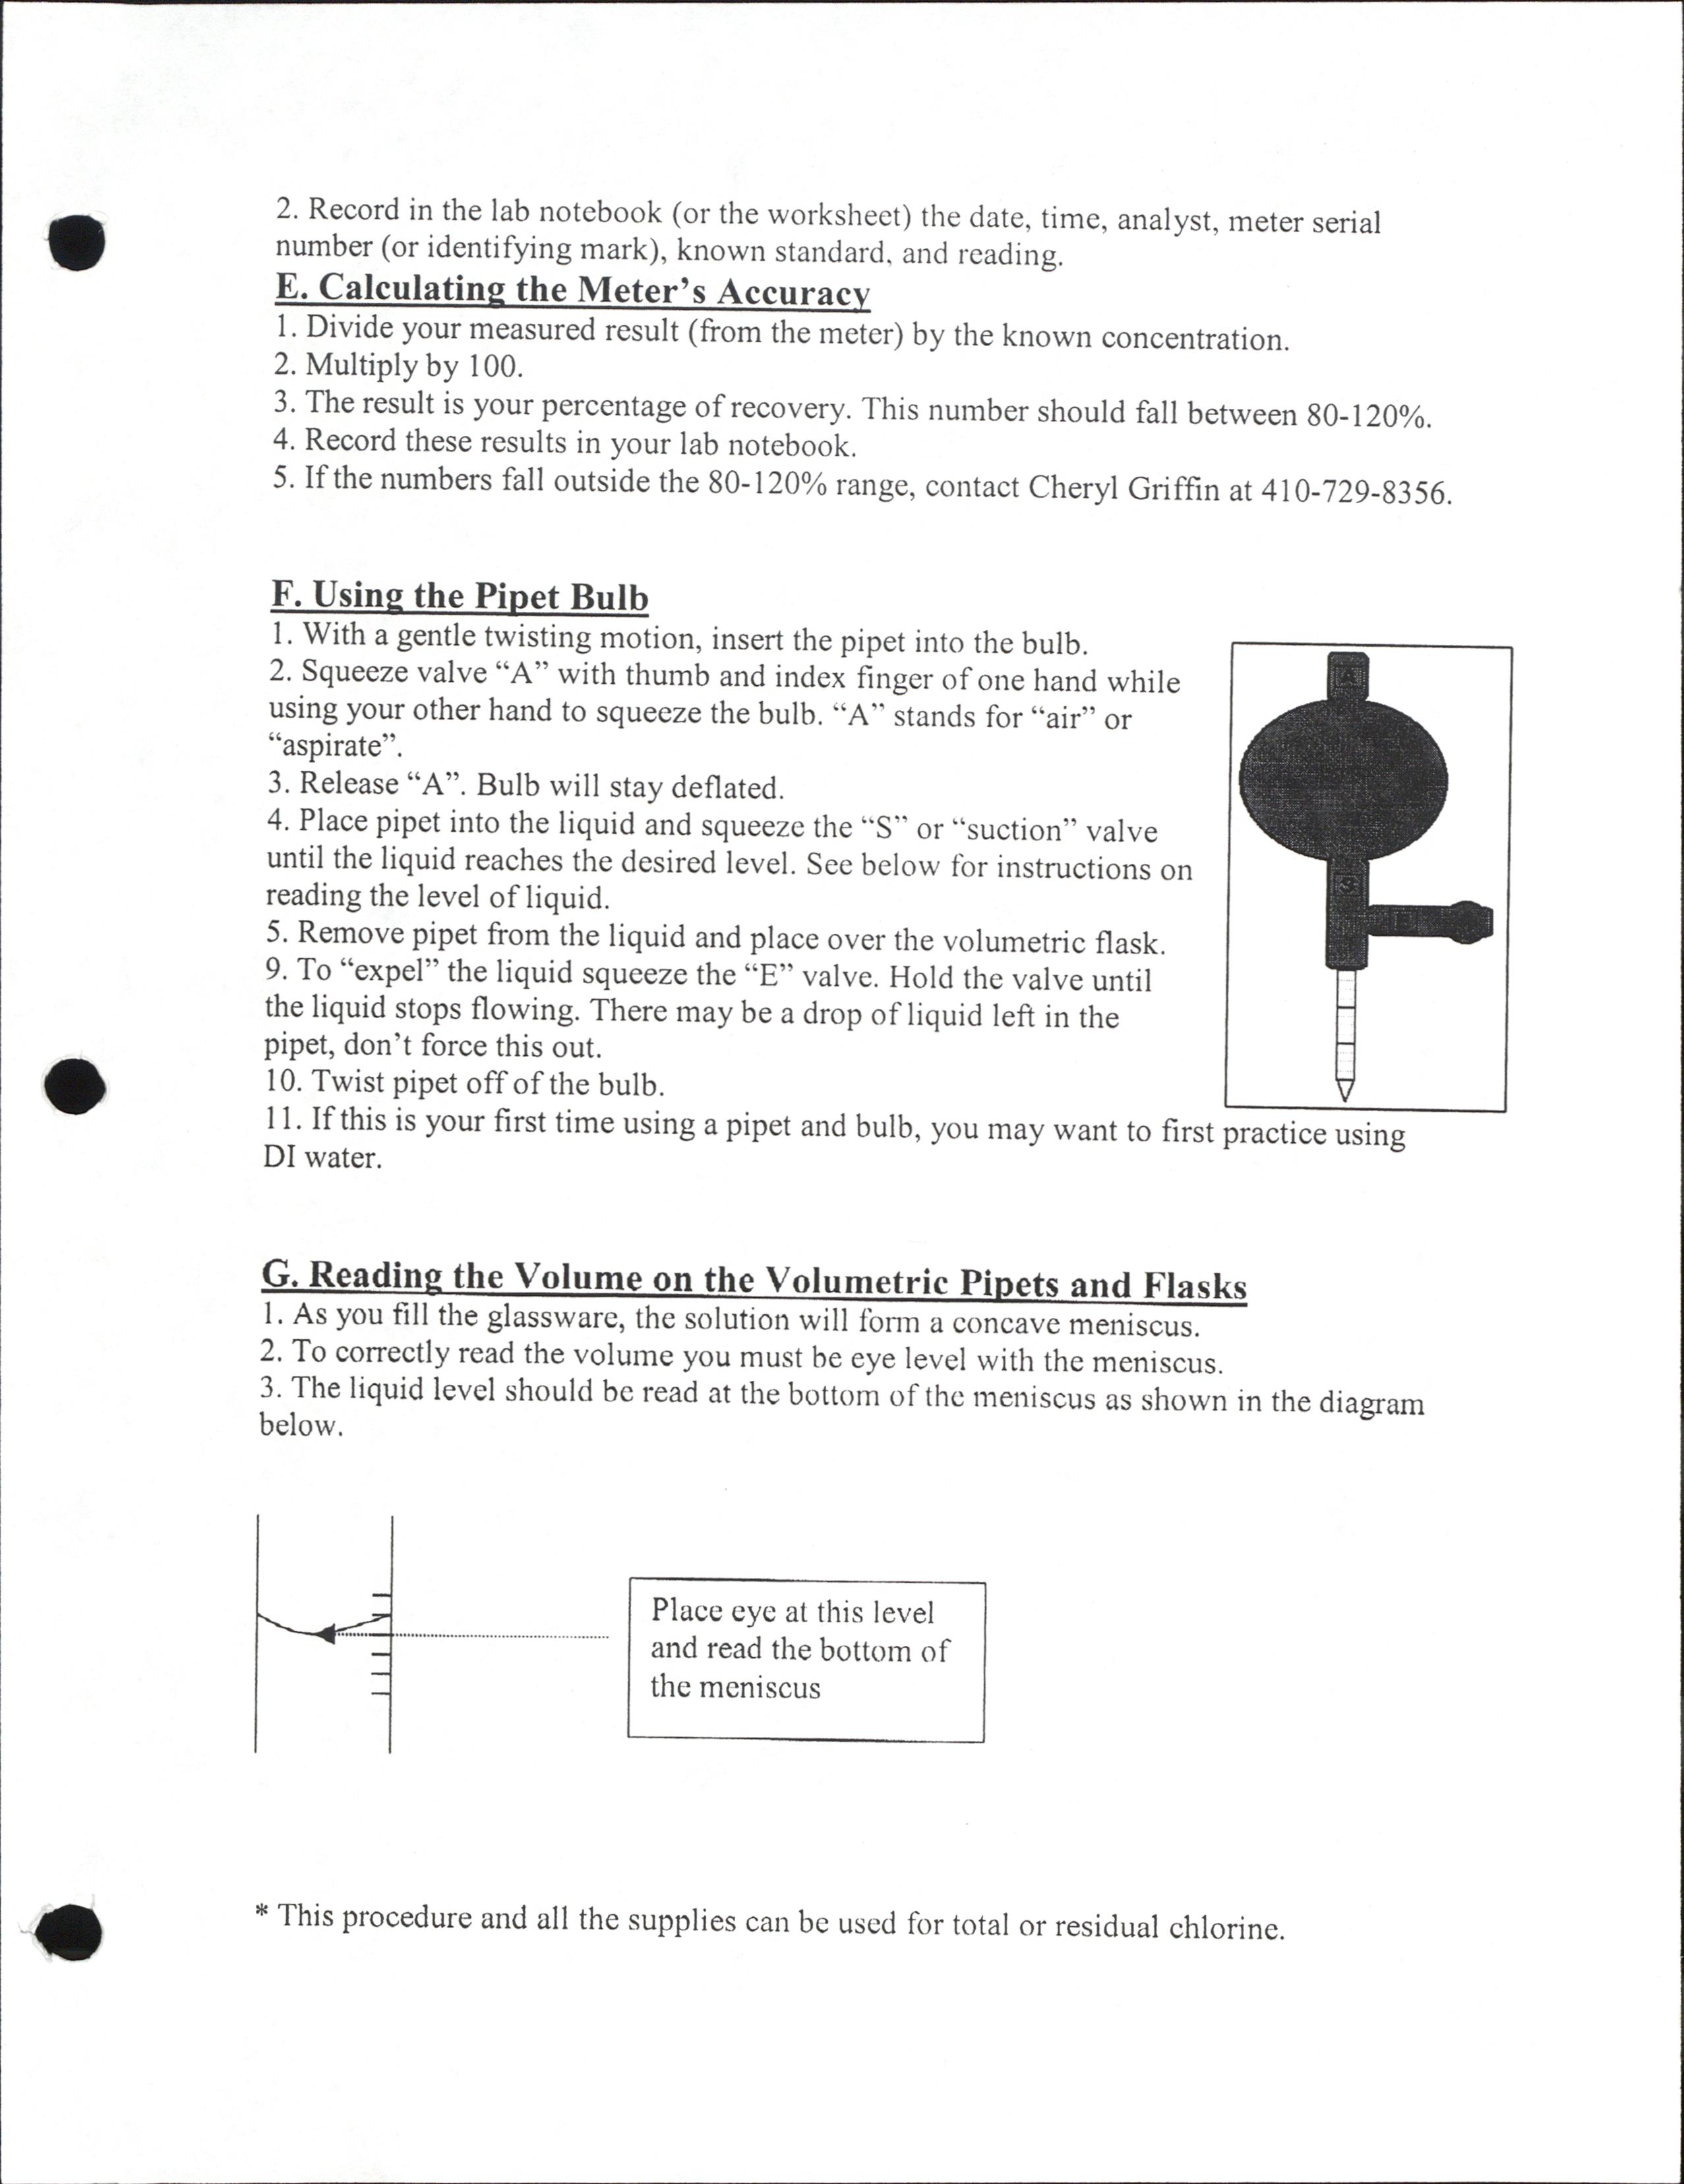 2. Record in the lab notebook (or the worksheet) the date, time, analyst, meter serial
number (or identifying mark), known standard, and reading.
E. Calculating the Meter's Accuracy
1. Divide your measured result (from the meter) by the known concentration.
2. Multiply by 100.
3. The result is your percentage of recovery. This number should fall between 80-120%.
4. Record these results in your lab notebook.
5. If the numbers fall outside the 80-120% range, contact Cheryl Griffin at 410-729-8356.
F. Using the Pipet Bulb
1. With a gentle twisting motion, insert the pipet into the bulb.
2. Squeeze valve “A” with thumb and index finger of one hand while
using your other hand to squeeze the bulb. “A” stands for “air” or
“aspirate”.
3. Release “A”. Bulb will stay deflated.
4. Place pipet into the liquid and squeeze the “S” or “suction” valve
until the liquid reaches the desired level. See below for instructions on
reading the level of liquid.
5. Remove pipet from the liquid and place over the volumetric flask.
9. To “expel” the liquid squeeze the “E” valve. Hold the valve until
the liquid stops flowing. There may be a drop of liquid left in the
pipet, don't force this out.
10. Twist pipet off of the bulb.
11. If this is your first time using a pipet and bulb, you may want to first practice using
DI water.
A
S
E
G. Reading the Volume on the Volumetric Pipets and Flasks
1. As you fill the glassware, the solution will form a concave meniscus.
2. To correctly read the volume you must be eye level with the meniscus.
3. The liquid level should be read at the bottom of the meniscus as shown in the diagram
below.
Place eye at this level
and read the bottom of
the meniscus
* This procedure and all the supplies can be used for total or residual chlorine.